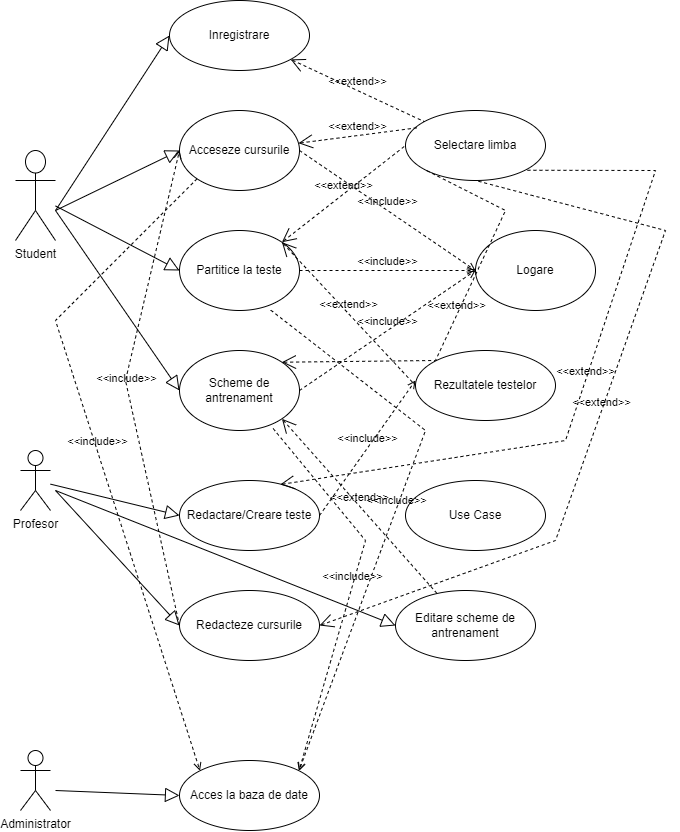 Inregistrare
<<extend>>
<<extend>>
Acceseze cursurile
Selectare limba
<<extend>>
<<include>>
Student
Partitice la teste
<<include>>
Logare
<<extend>>
<<extend>>
<<include>>
<<include>>
Scheme de
antrenament
Rezultatele testelor
<<extend>>
<<extend>>
<<include>>
<<include>>
<<extend>>
<<include>>
Profesor
Redactare/Creare teste
Use Case
<<include>>
Redacteze cursurile
Editare scheme de
antrenament
Acces la baza de date
Administrator